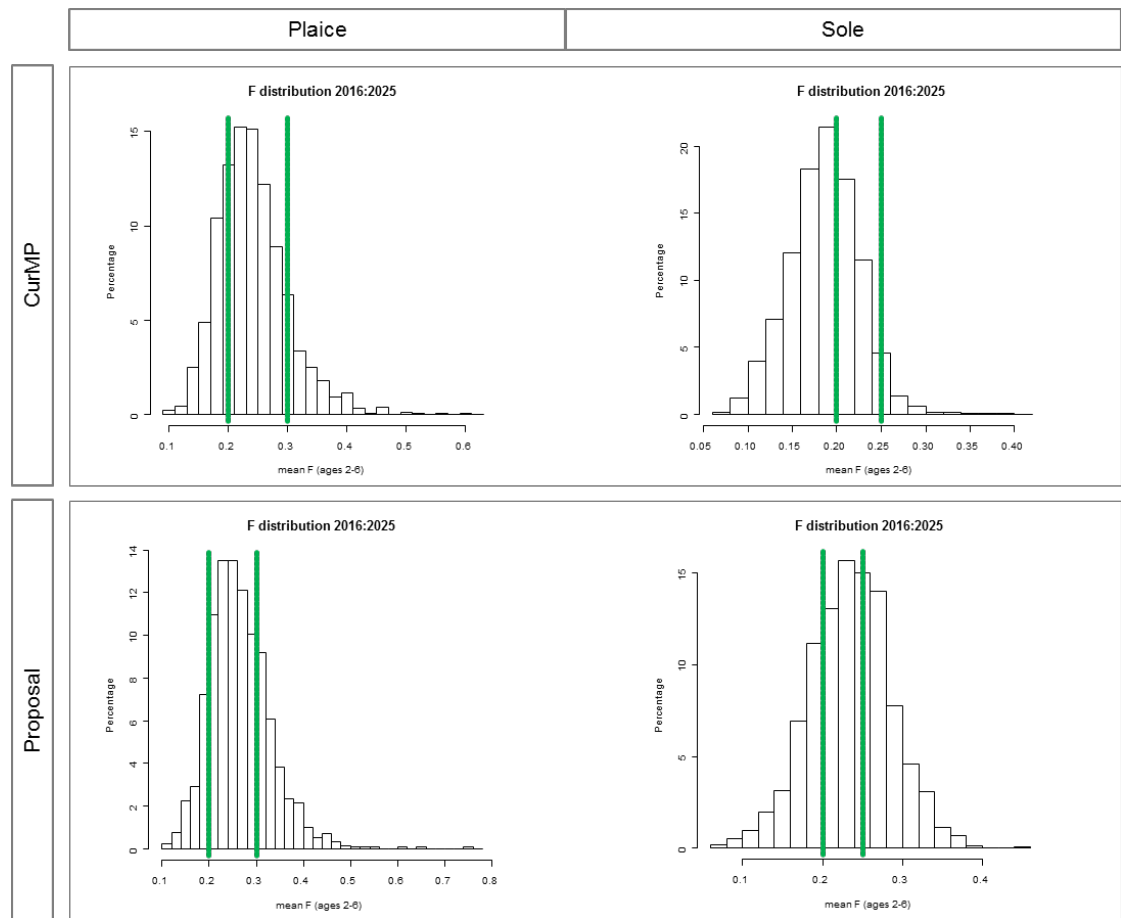 Plaice
Sole
CurMP
F distribution 2016:2025
Percentage
15
10
5
0
0.1 0.2 0.3 0.4 0.5 0.6
mean F (ages 2-6)
F distribution 2016:2025
Percentage
20
15
10
5
0
0.05 0.10 0.15 0.20 0.25 0.30 0.35 0.40
mean F (ages 2-6)
Proposal
F distribution 2016:2025
Percentage
14
12
10
8
6
4
2
0
0.1 0.2 0.3 0.4 0.5 0.6 0.7 0.8
mean F (ages 2-6)
F distribution 2016:2025
Percentage
15
10
5
0
0.1 0.2 0.3 0.4
mean F (ages 2-6)